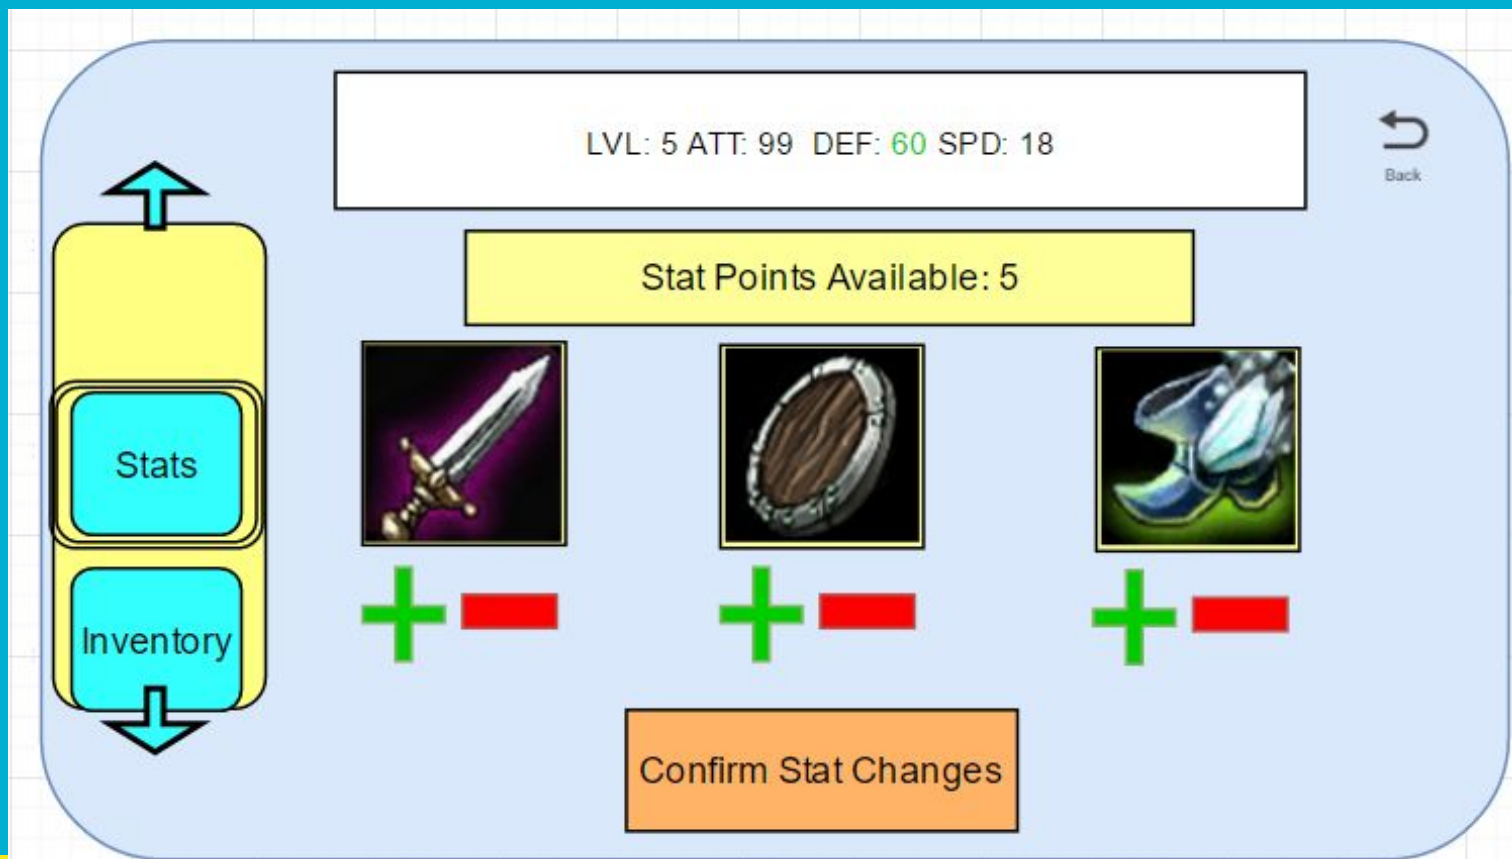 LVL: 5 ATT: 99  DEF: 60 SPD: 18
Back
Stat Points Available: 5
Stats
Inventory
Confirm Stat Changes